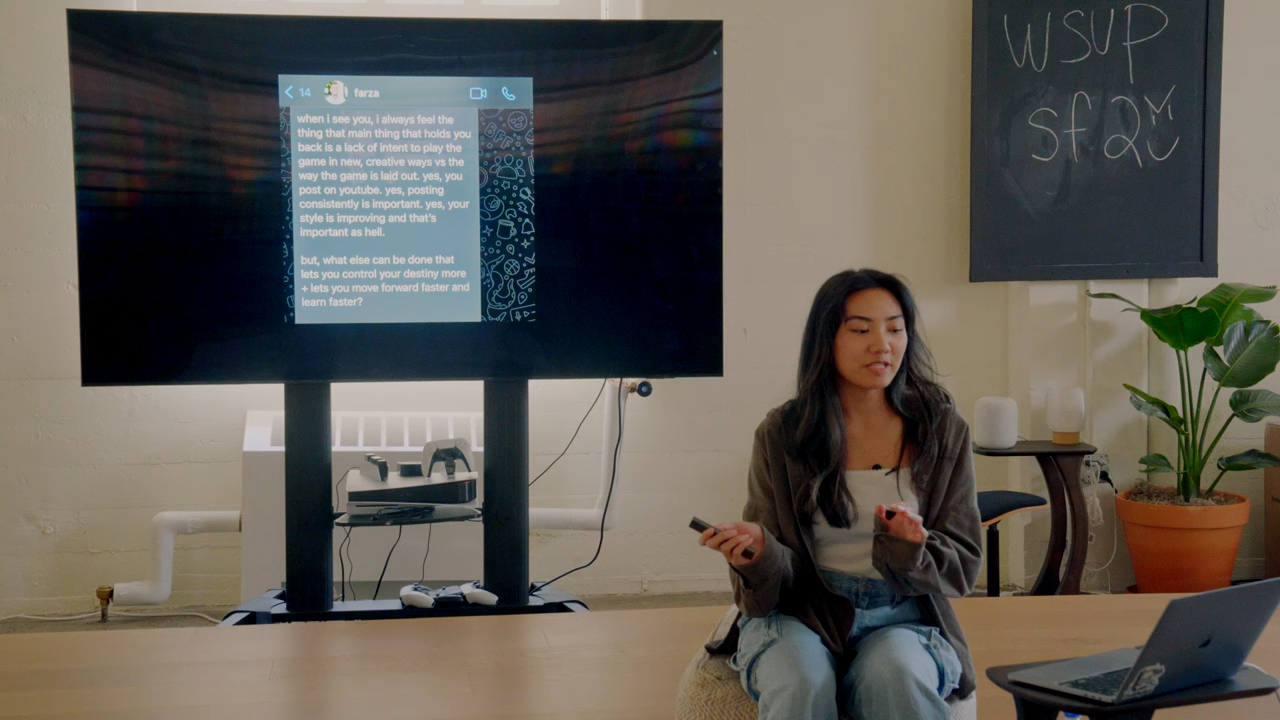 14 farza
when i see you, i always feel the
thing that main thing that holds you
back is a lack of intent to play the
game in new, creative ways vs the
way the game is laid out. yes, you
post on youtube. yes, posting
consistently is important. yes, your
style is improving and that's
important as hell.
but, what else can be done that
lets you control your destiny more
+ lets you move forward faster and
learn faster?
WSUP
Sf2